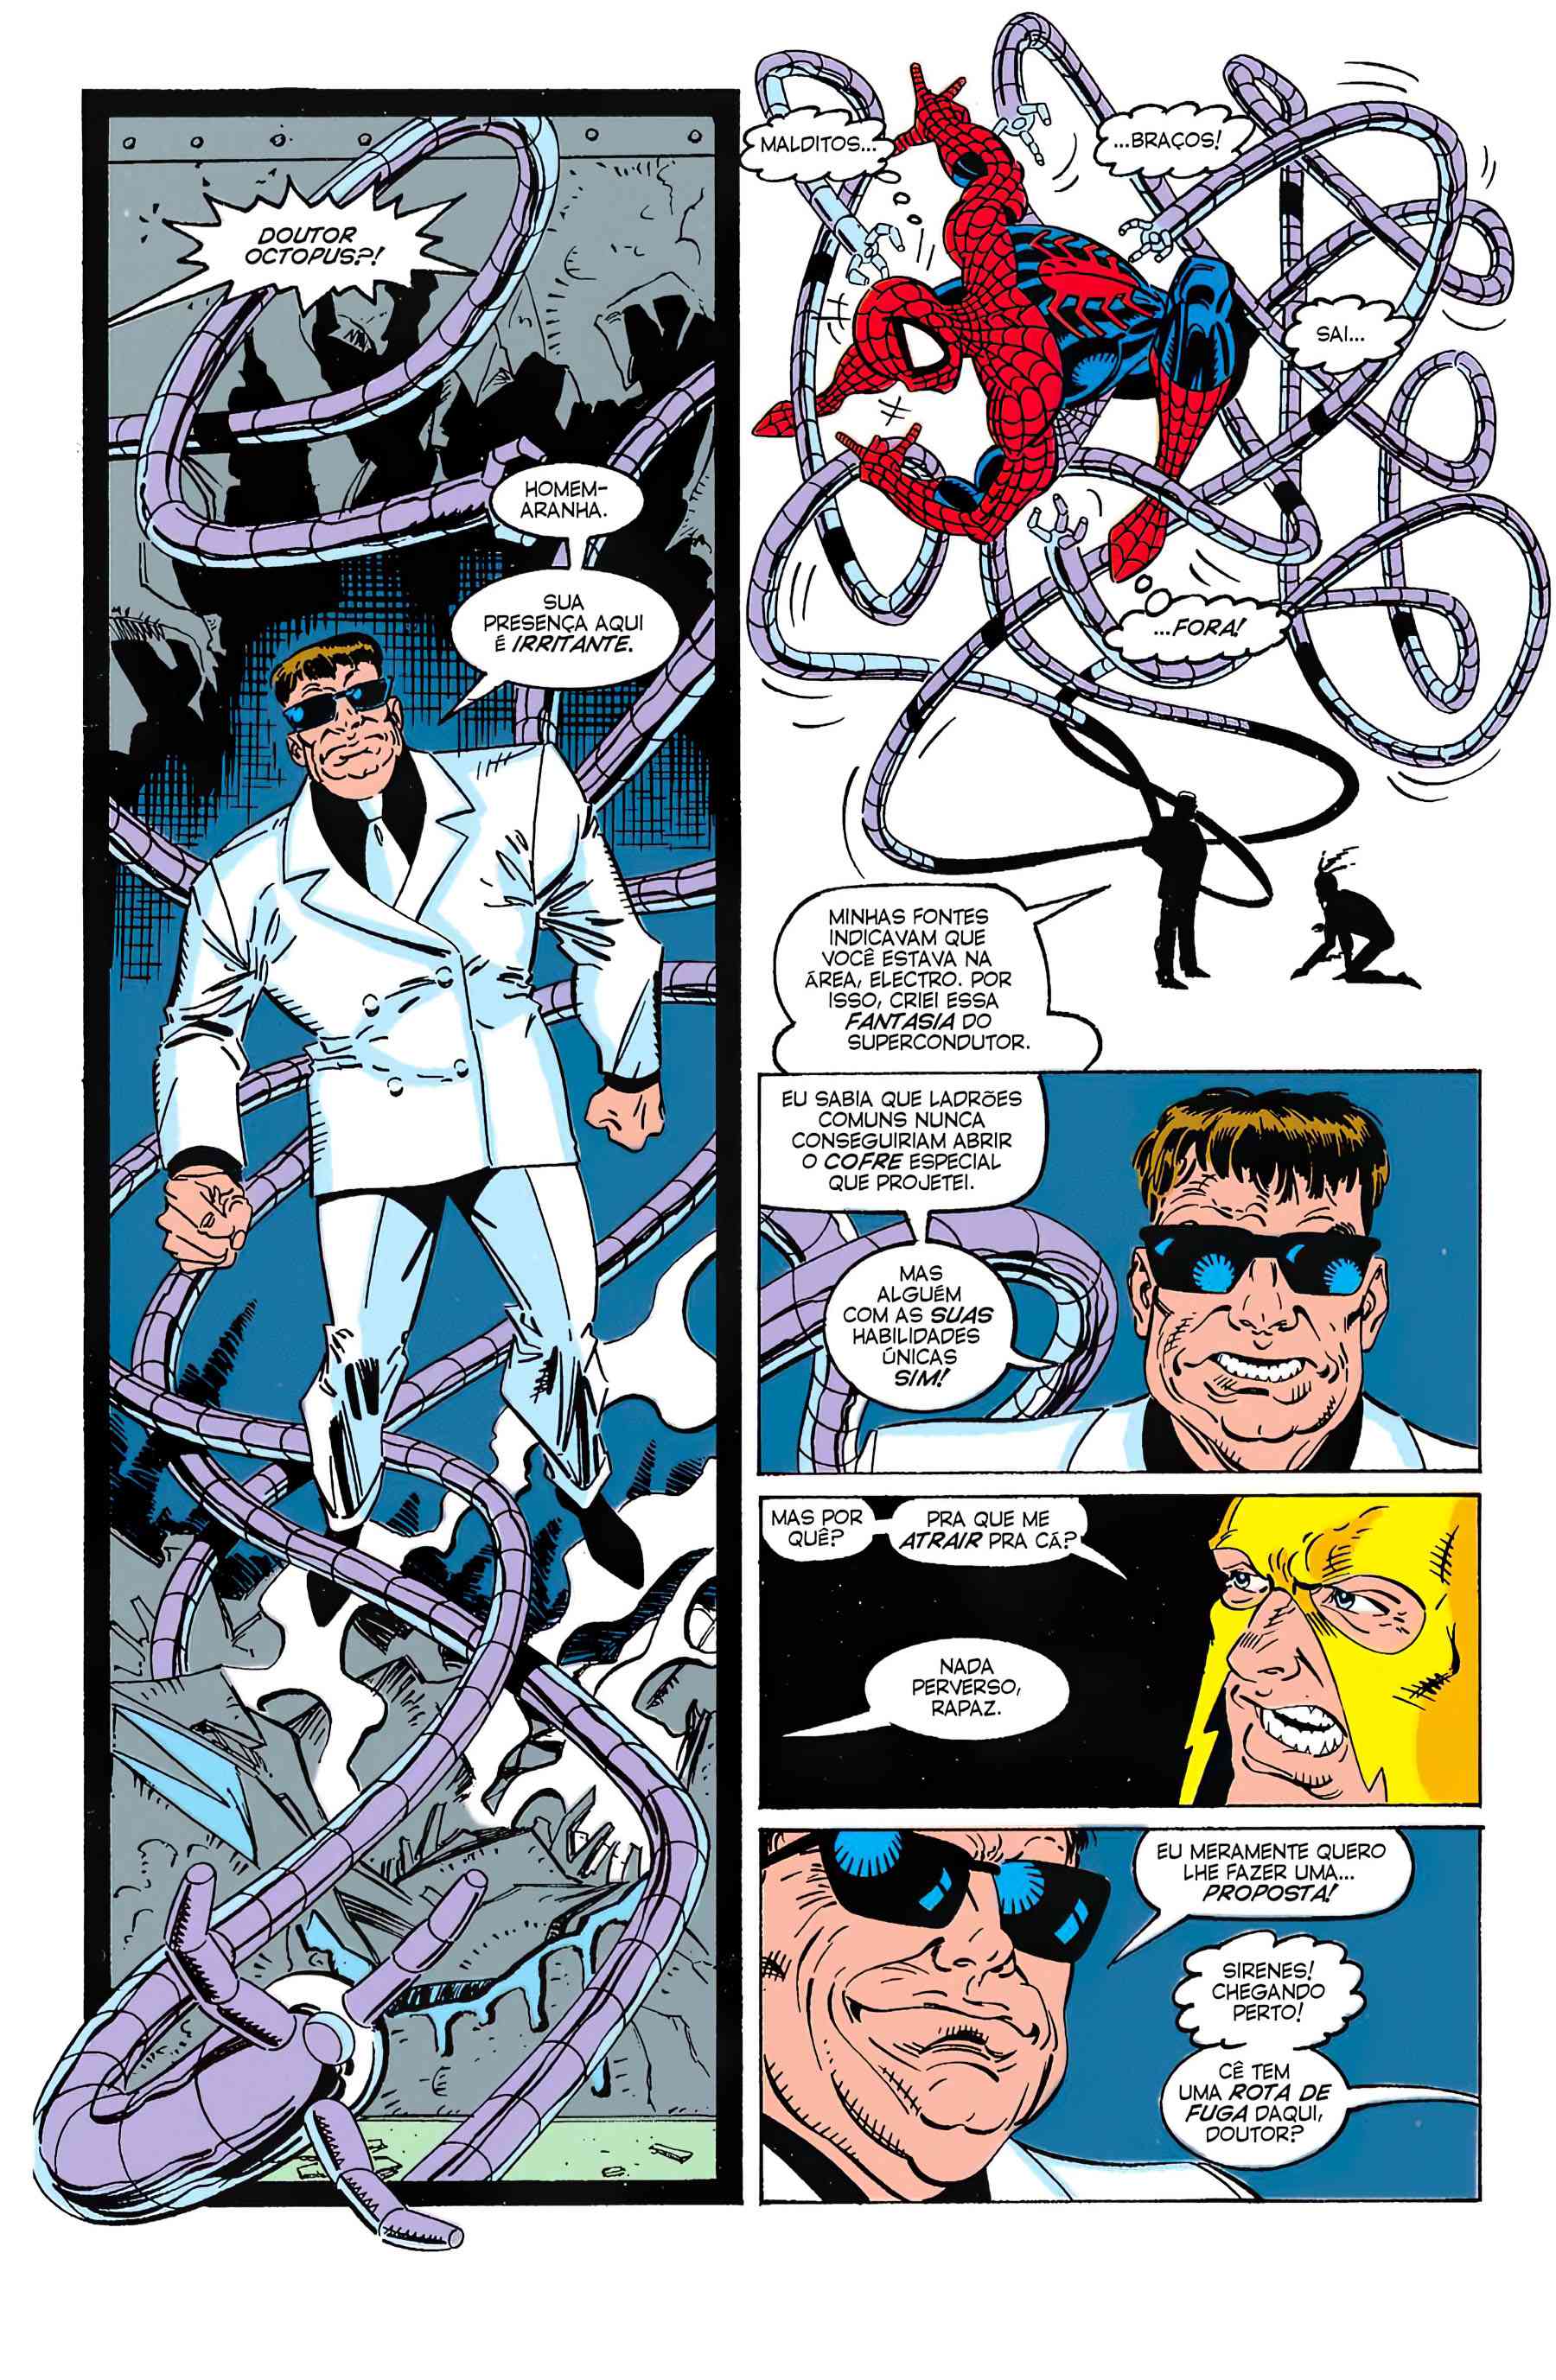 DOUTOR
OCTOPUS?!
HOMEM-
ARANHA.
SUA
PRESENÇA AQUI
É IRRITANTE.
MALDITOS...
...BRAÇOS!
SAI...
...FORA!
MINHAS FONTES
INDICAVAM QUE
VOCÊ ESTAVA NA
ÁREA, ELECTRO. POR
ISSO, CRIEI ESSA
FANTASIA DO
SUPERCONDUTOR.
EU SABIA QUE LADRÕES
COMUNS NUNCA
CONSEGUIRIAM ABRIR
O COFRE ESPECIAL
QUE PROJETEI.
MAS
ALGUÉM
COM AS SUAS
HABILIDADES
ÚNICAS
SIM!
MAS POR
QUÊ?
PRA QUE ME
ATRAIR PRA CÁ?
NADA
PERVERSO,
RAPAZ.
EU MERAMENTE QUERO
LHE FAZER UMA...
PROPOSTA!
SIRENES!
CHEGANDO
PERTO!
CÊ TEM
UMA ROTA DE
FUGA DAQUI,
DOUTOR?